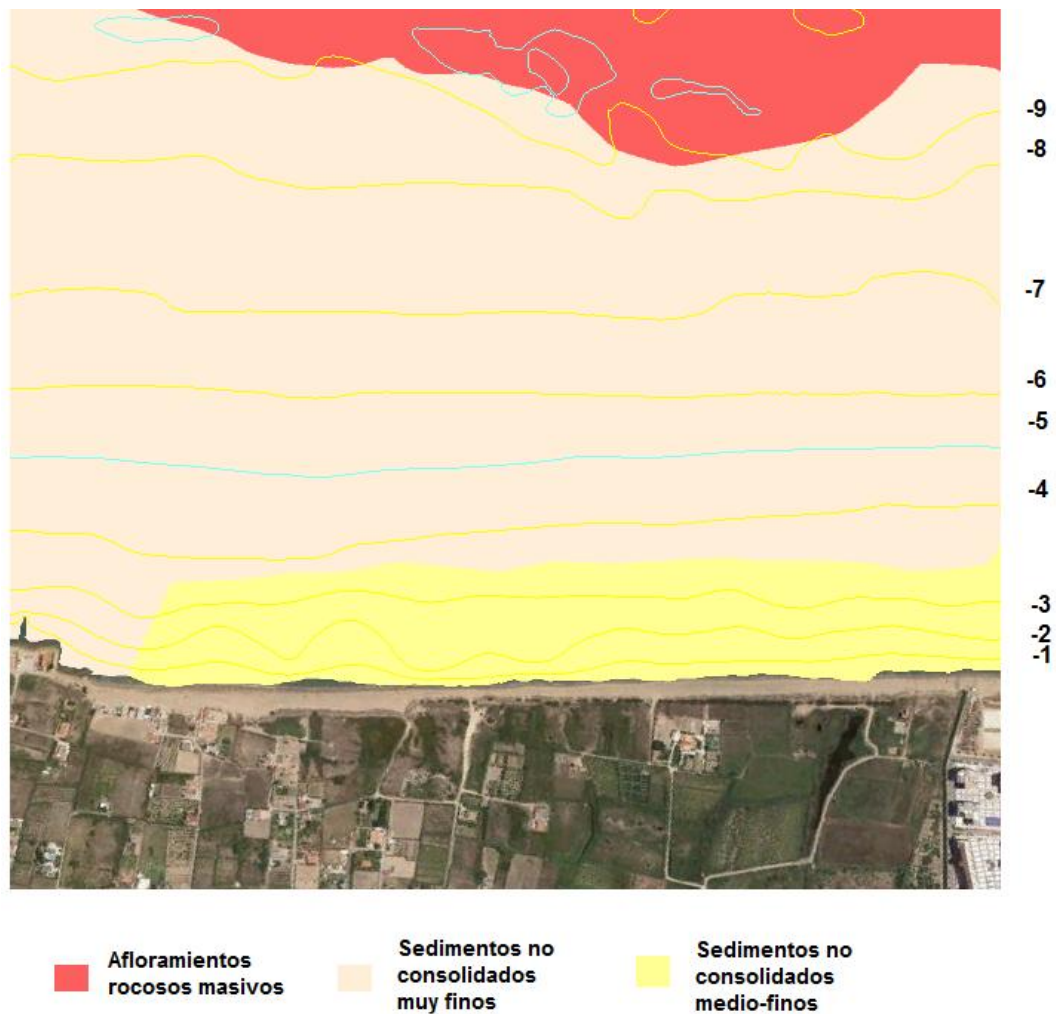 -9
-8
-7
-6
-5
-4
-3
-2
-1
Afloramientos
rocosos masivos
Sedimentos no
consolidados
muy finos
Sedimentos no
consolidados
medio-finos